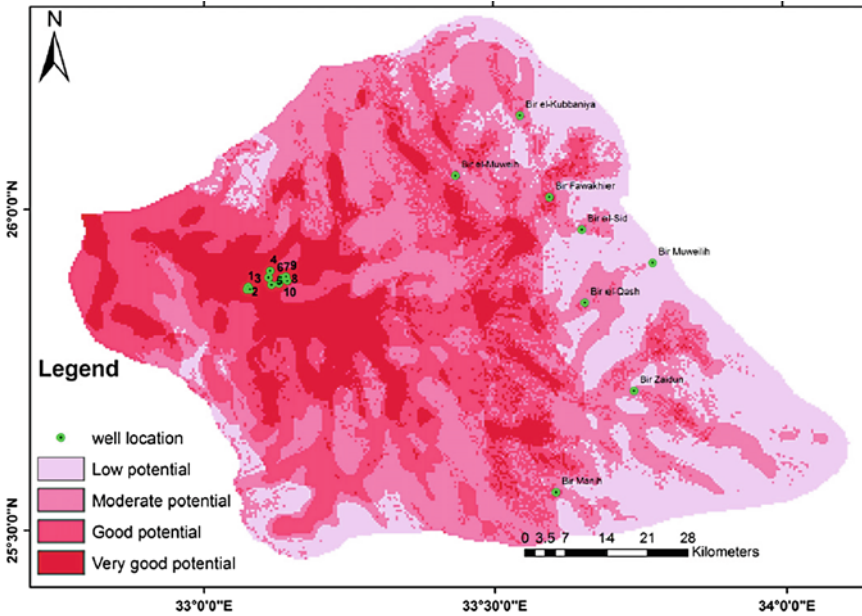 N
Bir el-Kubbaniya
Bir el-Muweih
Bir Fawakhier
26°0'0"N
Bir el-Sid
Bir Muweilih
4
1 3 6 7 9
5 8
2 10
Bir el-Dash
Legend
Bir Zaidun
well location
Low potential
Bir Manih
Moderate potential
Good potential
0 3.5 7 14 21 28
Kilometers
25°30'0"N
Very good potential
33°0'0"E 33°30'0"E 34°0'0"E